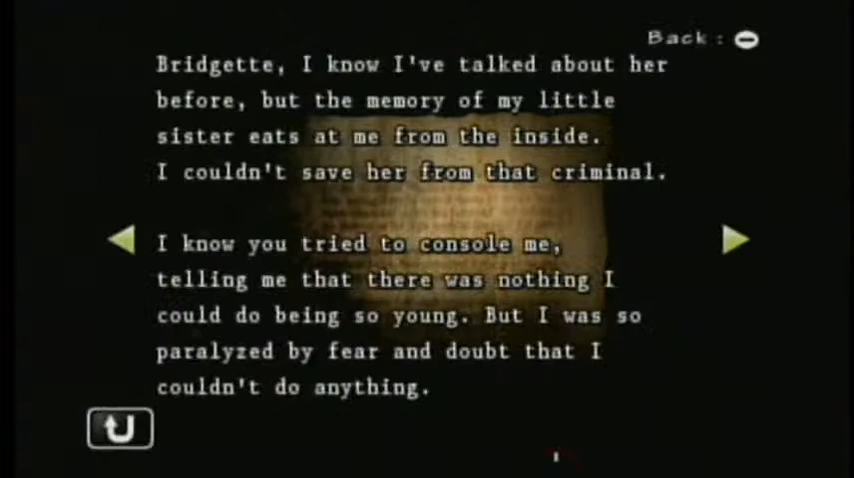 Back :
Bridgette, I know I've talked about her
before, but the memory of my little
sister eats at me from the inside.
I couldn't save her from that criminal.
I know you tried to console me,
telling me that there was nothing I
could do being so young. But I was so
paralyzed by fear and doubt that I
couldn't do anything.